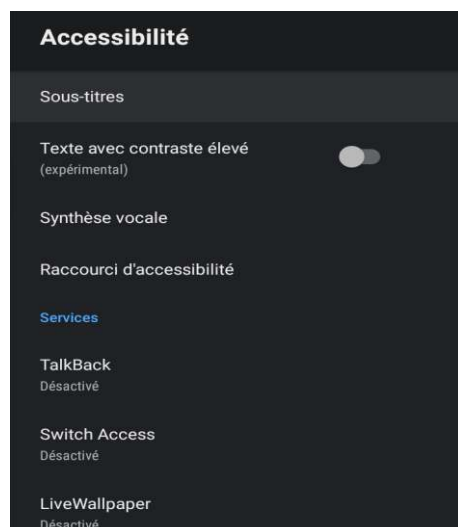 Accessibilité
Sous-titres
Texte avec contraste élevé
(expérimental)
Synthèse vocale
Raccourci d'accessibilité
Services
TalkBack
Désactivé
Switch Access
Désactivé
LiveWallpaper
Désactivé